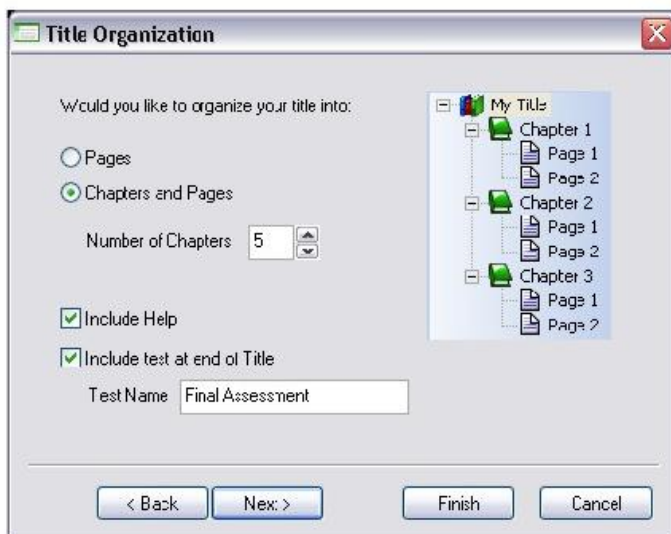 Title Organization
Would you like to organize your title into:
Pages
Chapters and Pages
Number of Chapters 5
Include Help
Include test at end of Title
Test Name Final Assessment
My Title
Chapter 1
Page 1
Page 2
Chapter 2
Page 1
Page 2
Chapter 3
Page 1
Page 2
< Back Next > Finish Cancel